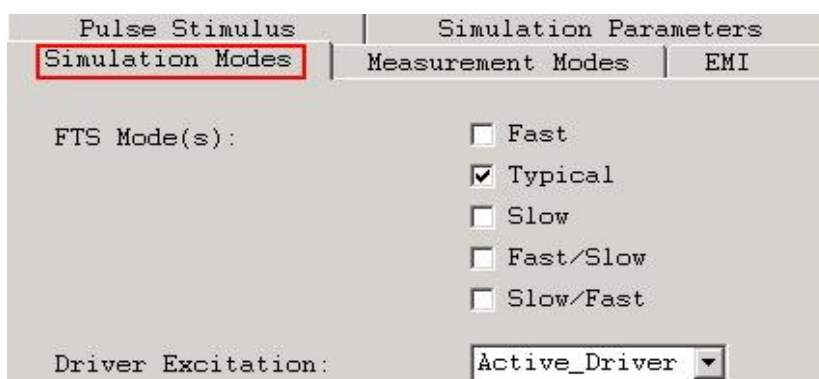 Pulse Stimulus Simulation Parameters
Simulation Modes Measurement Modes EMI
FTS Mode(s): Fast
Typical
Slow
Fast/Slow
Slow/Fast
Driver Excitation: Active_Driver